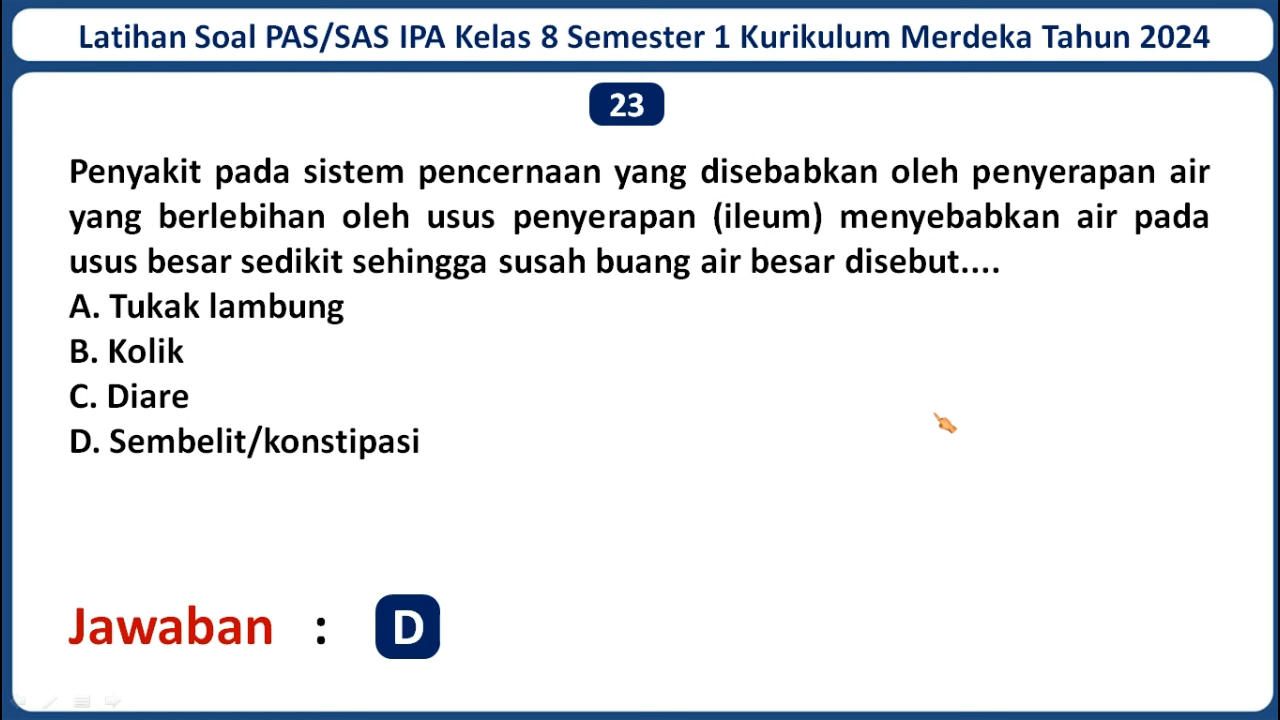 Latihan Soal PAS/SAS IPA Kelas 8 Semester 1 Kurikulum Merdeka Tahun 2024
23
Penyakit pada sistem pencernaan yang disebabkan oleh penyerapan air
yang berlebihan oleh usus penyerapan (ileum) menyebabkan air pada
usus besar sedikit sehingga susah buang air besar disebut....
A. Tukak lambung
B. Kolik
C. Diare
D. Sembelit/konstipasi
Jawaban : D